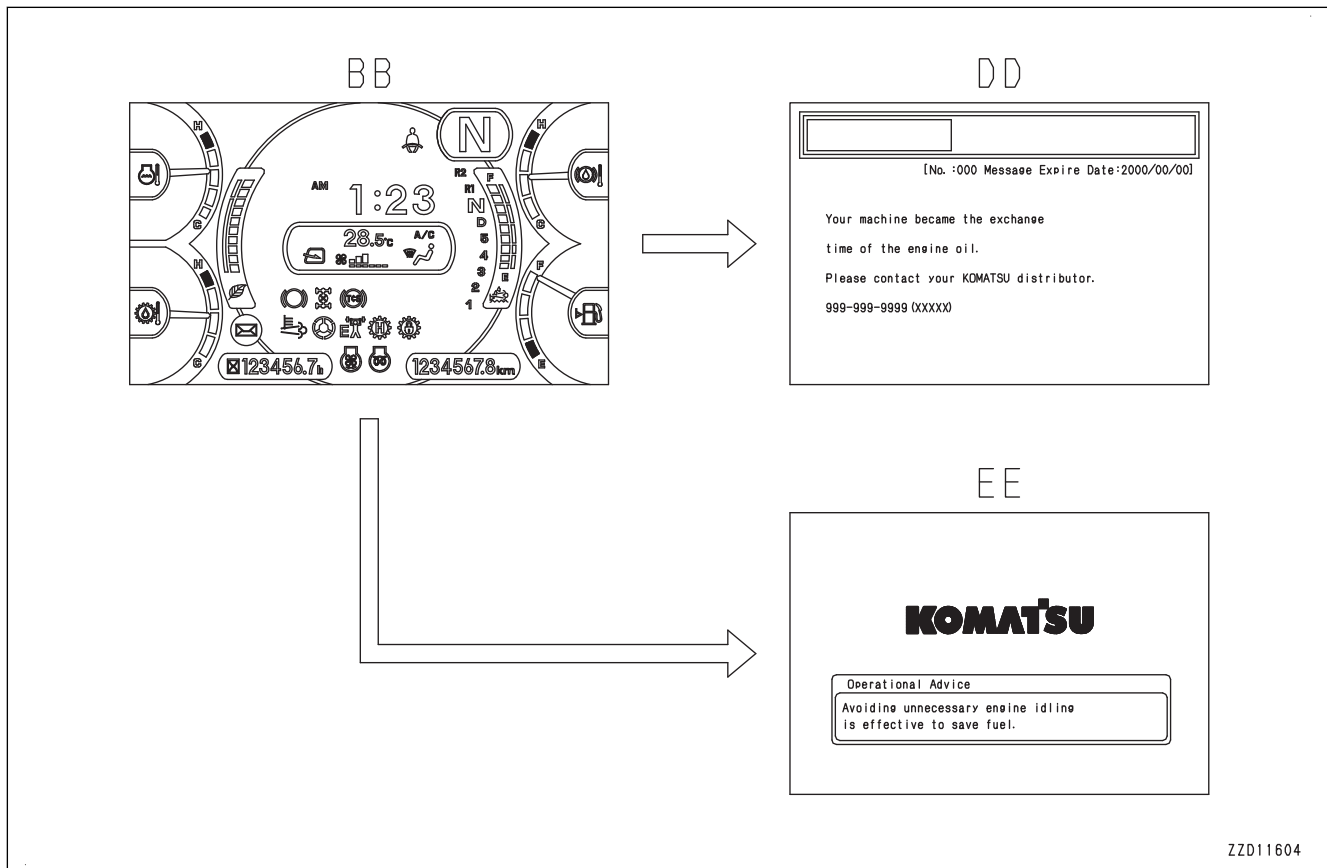 BB
DD
EE
N
H
C
H
C
H
F
E
AM
1:23
28.5℃
A/C
R2
R1
N
D
5
4
3
2
1
F
E
TCS
E
H
123456.7h
1234567.8km
[No. :000 Message Expire Date:2000/00/00]
Your machine became the exchange
time of the engine oil.
Please contact your KOMATSU distributor.
999-999-9999 (XXXXX)
KOMATSU
Operational Advice
Avoiding unnecessary engine idling
is effective to save fuel.
ZZD11604